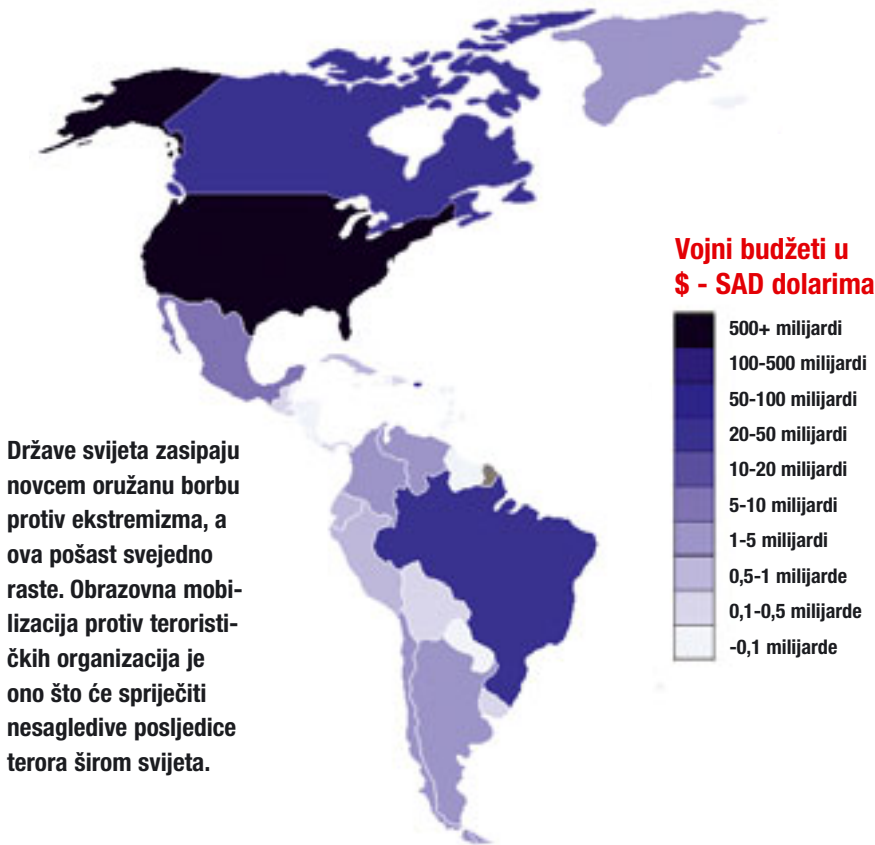 Vojni budžeti u
$ - SAD dolarima
500+ milijardi
100-500 milijardi
50-100 milijardi
20-50 milijardi
10-20 milijardi
5-10 milijardi
1-5 milijardi
0,5-1 milijarde
0,1-0,5 milijarde
-0,1 milijarde
Države svijeta zasipaju
novcem oružanu borbu
protiv ekstremizma, a
ova pošast svejedno
raste. Obrazovna mobi-
lizacija protiv teroristi-
čkih organizacija je
ono što će spriječiti
nesagledive posljedice
terora širom svijeta.